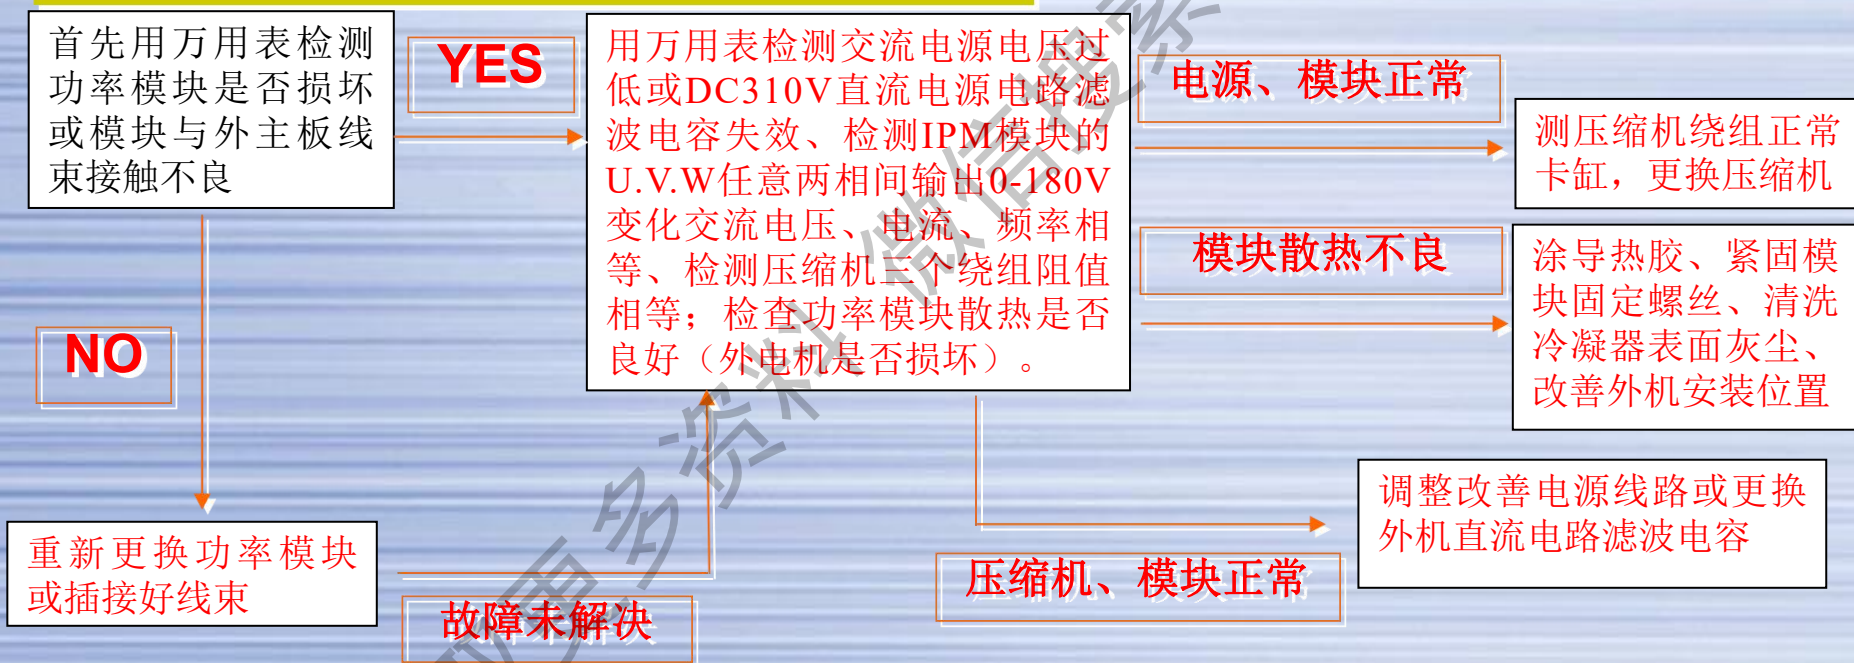 首先用万用表检测
功率模块是否损坏
或模块与外主板线
束接触不良
YES
用万用表检测交流电源电压过
低或DC310V直流电源电路滤
波电容失效、检测IPM模块的
U.V.W任意两相间输出0-180V
变化交流电压、电流、频率相
等、检测压缩机三个绕组阻值
相等；检查功率模块散热是否
良好（外电机是否损坏）。
电源、模块正常
测压缩机绕组正常
卡缸，更换压缩机
模块散热不良
涂导热胶、紧固模
块固定螺丝、清洗
冷凝器表面灰尘、
改善外机安装位置
NO
重新更换功率模块
或插接好线束
故障未解决
压缩机、模块正常
调整改善电源线路或更换
外机直流电路滤波电容
更多资料 微信搜索